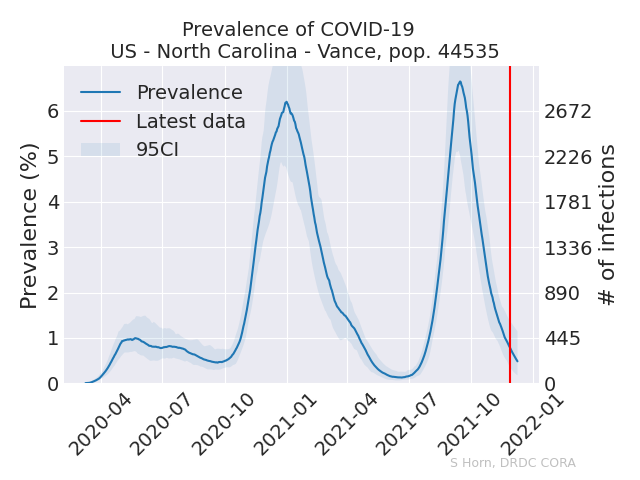 Prevalence of COVID-19
US - North Carolina - Vance, pop. 44535
Prevalence
Latest data
95CI
Prevalence (%)
6
5
4
3
2
1
0
2672
2226
1781
1336
890
445
0
# of infections
2020-04
2020-07
2020-10
2021-01
2021-04
2021-07
2021-10
2022-01
S Horn, DRDC CORA